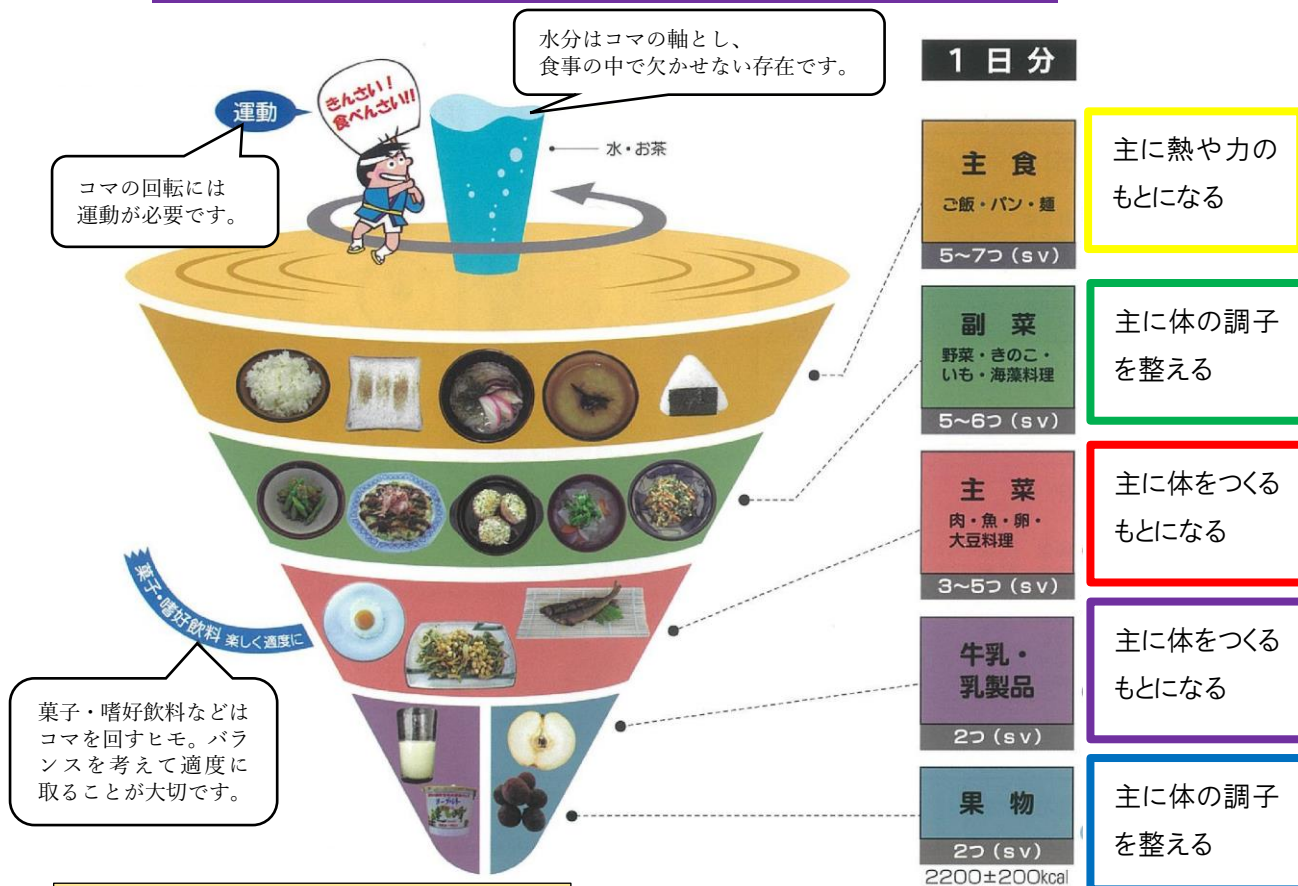 水分はコマの軸とし、
食事の中で欠かせない存在です。
運動
きんさい！
食べんさい!!
水・お茶
コマの回転には
運動が必要です。
菓子・嗜好飲料 楽しく適度に
菓子・嗜好飲料などは
コマを回すヒモ。バラ
ンスを考えて適度に
取ることが大切です。
1日分
主食
ご飯・パン・麺
5〜7つ（sv）
主に熱や力の
もとになる
副菜
野菜・きのこ・
いも・海藻料理
5〜6つ（sv）
主に体の調子
を整える
主菜
肉・魚・卵・
大豆料理
3〜5つ（sv）
主に体をつくる
もとになる
牛乳・
乳製品
2つ（sv）
主に体をつくる
もとになる
果物
2つ（sv）
2200±200kcal
主に体の調子
を整える
ヨーグルト